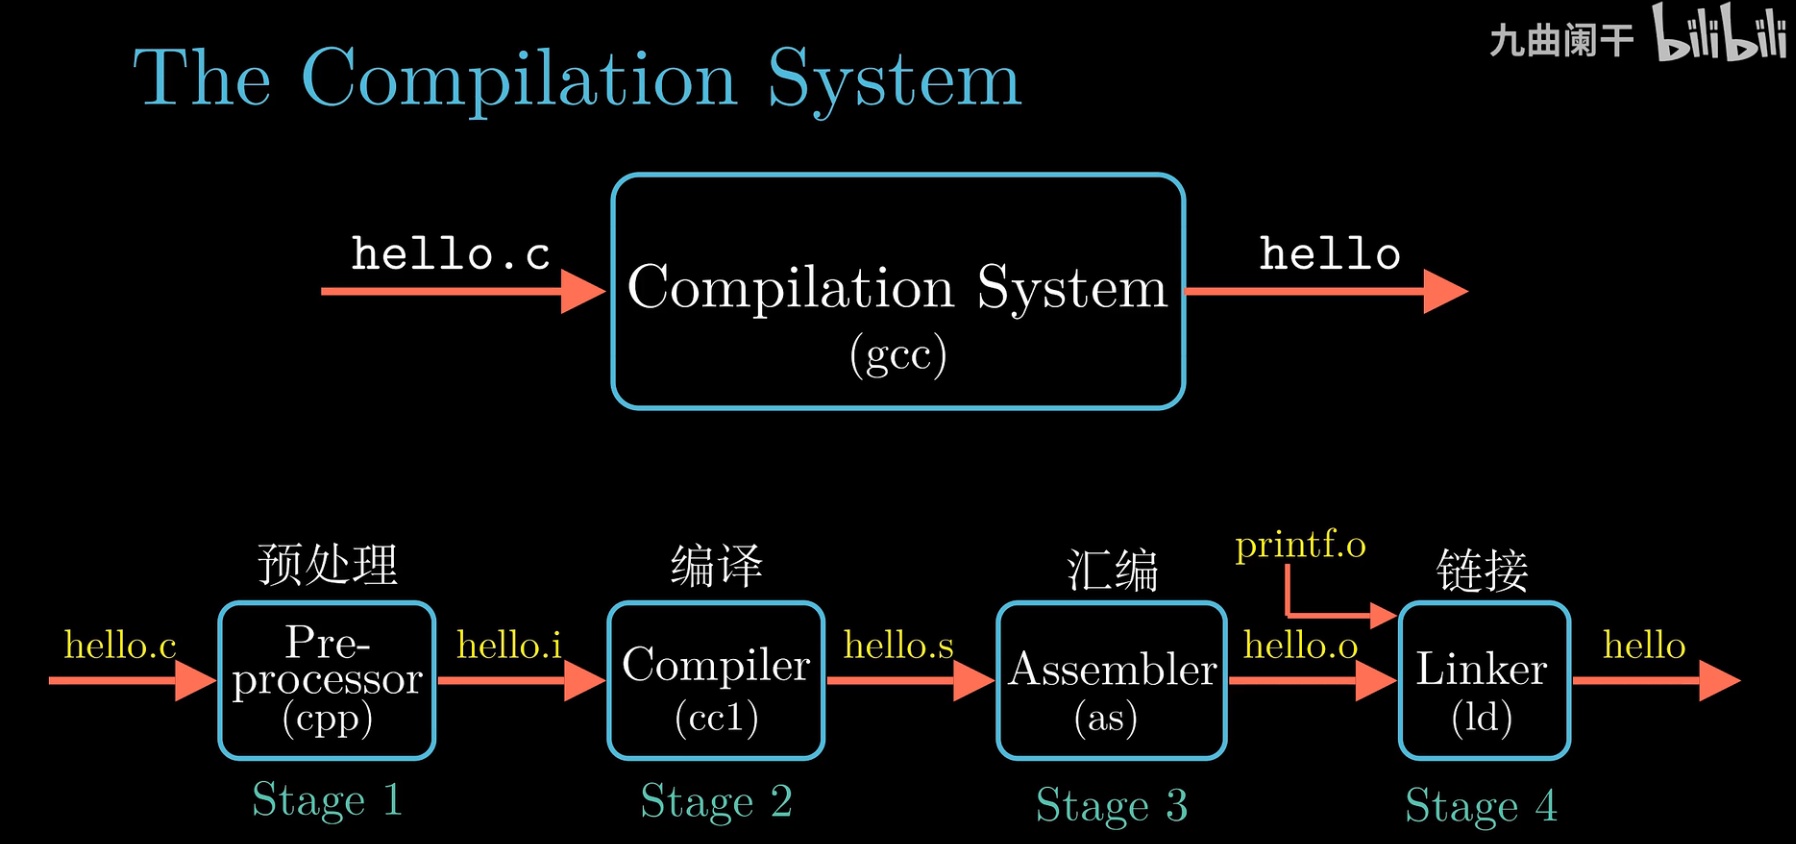 九曲阑干 bilibili
The Compilation System
hello.c
Compilation System
(gcc)
hello
预处理
编译
汇编
printf.o
链接
hello.c
Pre-
processor
(cpp)
hello.i
Compiler
(cc1)
hello.s
Assembler
(as)
hello.o
Linker
(ld)
hello
Stage 1
Stage 2
Stage 3
Stage 4